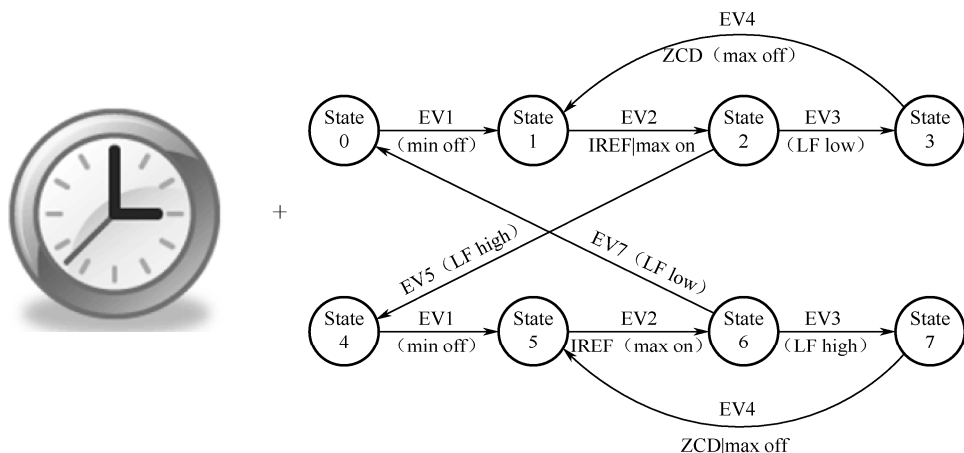 EV4
ZCD（max off）
State 0
EV1
（min off）
State 1
EV2
IREF|max on
State 2
EV3
（LF low）
State 3
+
EV5（LF high）
EV7（LF low）
State 4
EV1
（min off）
State 5
EV2
IREF（max on）
State 6
EV3
（LF high）
State 7
EV4
ZCD|max off